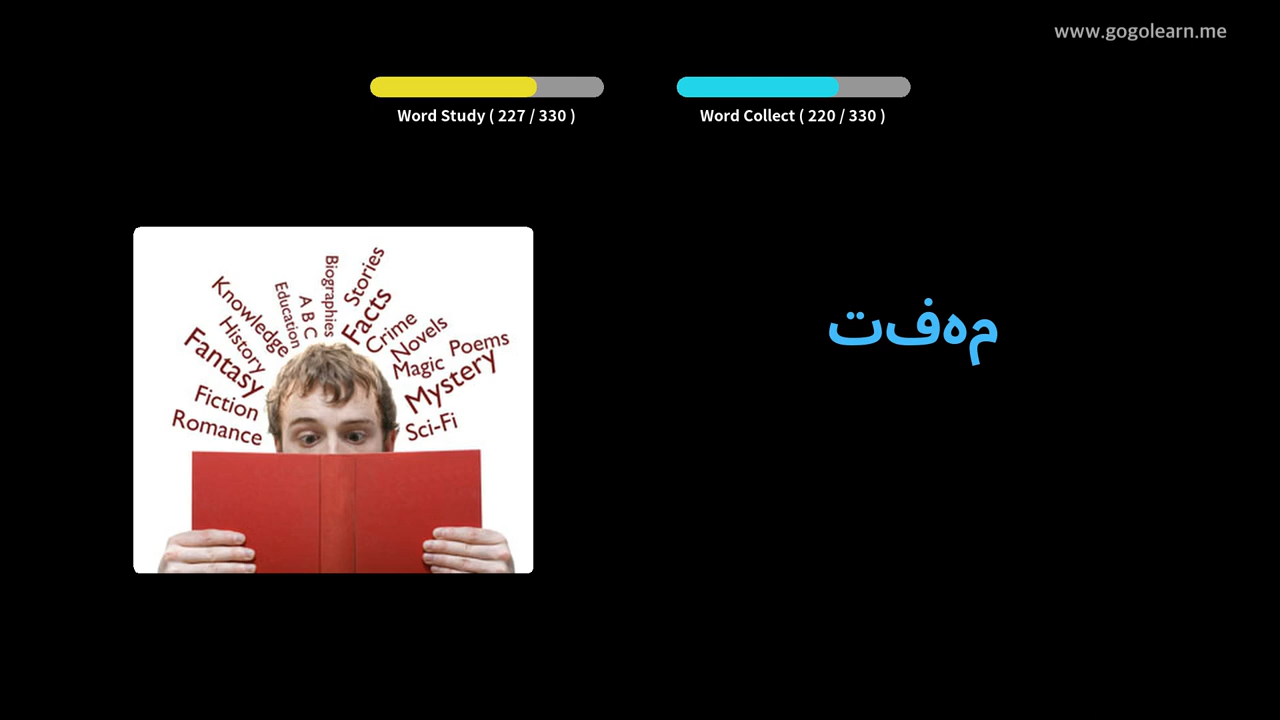 www.gogolearn.me
Word Study ( 227 / 330 )
Word Collect ( 220 / 330 )
Romance
Fiction
Fantasy
History
Knowledge
Education
A B C
Biographies
Stories
Facts
Crime
Novels
Magic
Poems
Mystery
Sci-Fi
مهفت